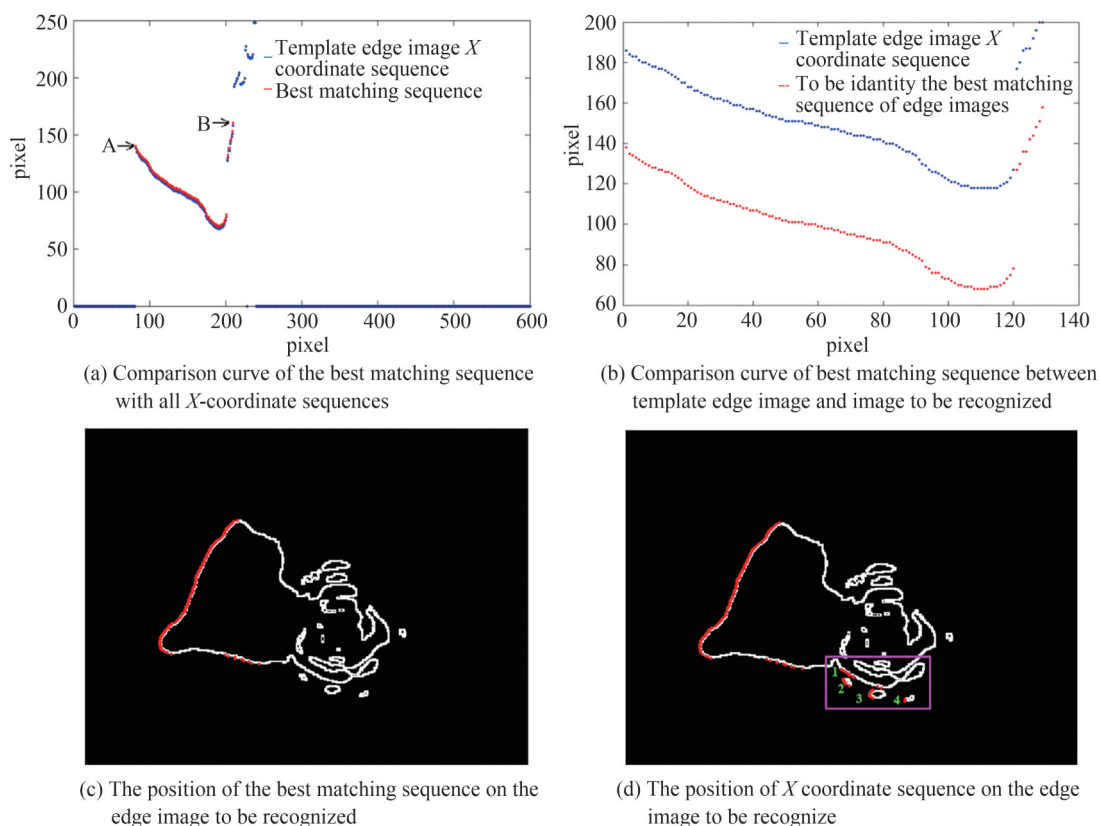 250
200
150
100
50
0
pixel
Template edge image X
coordinate sequence
Best matching sequence
A
B
0 100 200 300 400 500 600
pixel
(a) Comparison curve of the best matching sequence
with all X-coordinate sequences
200
180
160
140
120
100
80
60
pixel
Template edge image X
coordinate sequence
To be idantity the best matching
sequence of edge images
0 20 40 60 80 100 120 140
pixel
(b) Comparison curve of best matching sequence between
template edge image and image to be recognized
(c) The position of the best matching sequence on the
edge image to be recognized
1
2
3
4
(d) The position of X coordinate sequence on the edge
image to be recognize